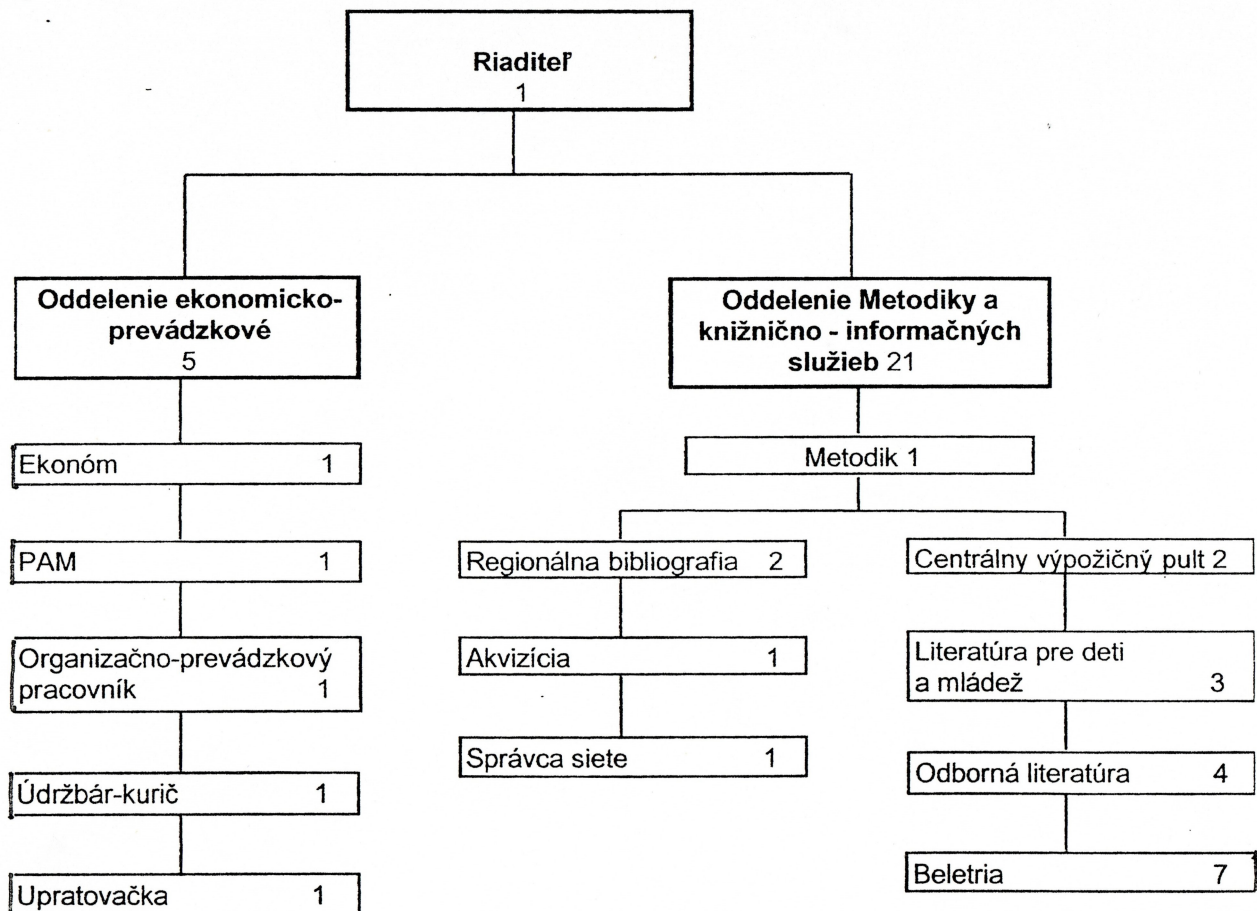 Riaditeľ
1
Oddelenie ekonomicko-
prevádzkové
5
Ekonóm 1
PAM 1
Organizačno-prevádzkový
pracovník 1
Údržbár-kurič 1
Upratovačka 1
Oddelenie Metodiky a
knižnično - informačných
služieb 21
Metodik 1
Regionálna bibliografia 2
Akvizícia 1
Správca siete 1
Centrálny výpožičný pult 2
Literatúra pre deti
a mládež 3
Odborná literatúra 4
Beletria 7